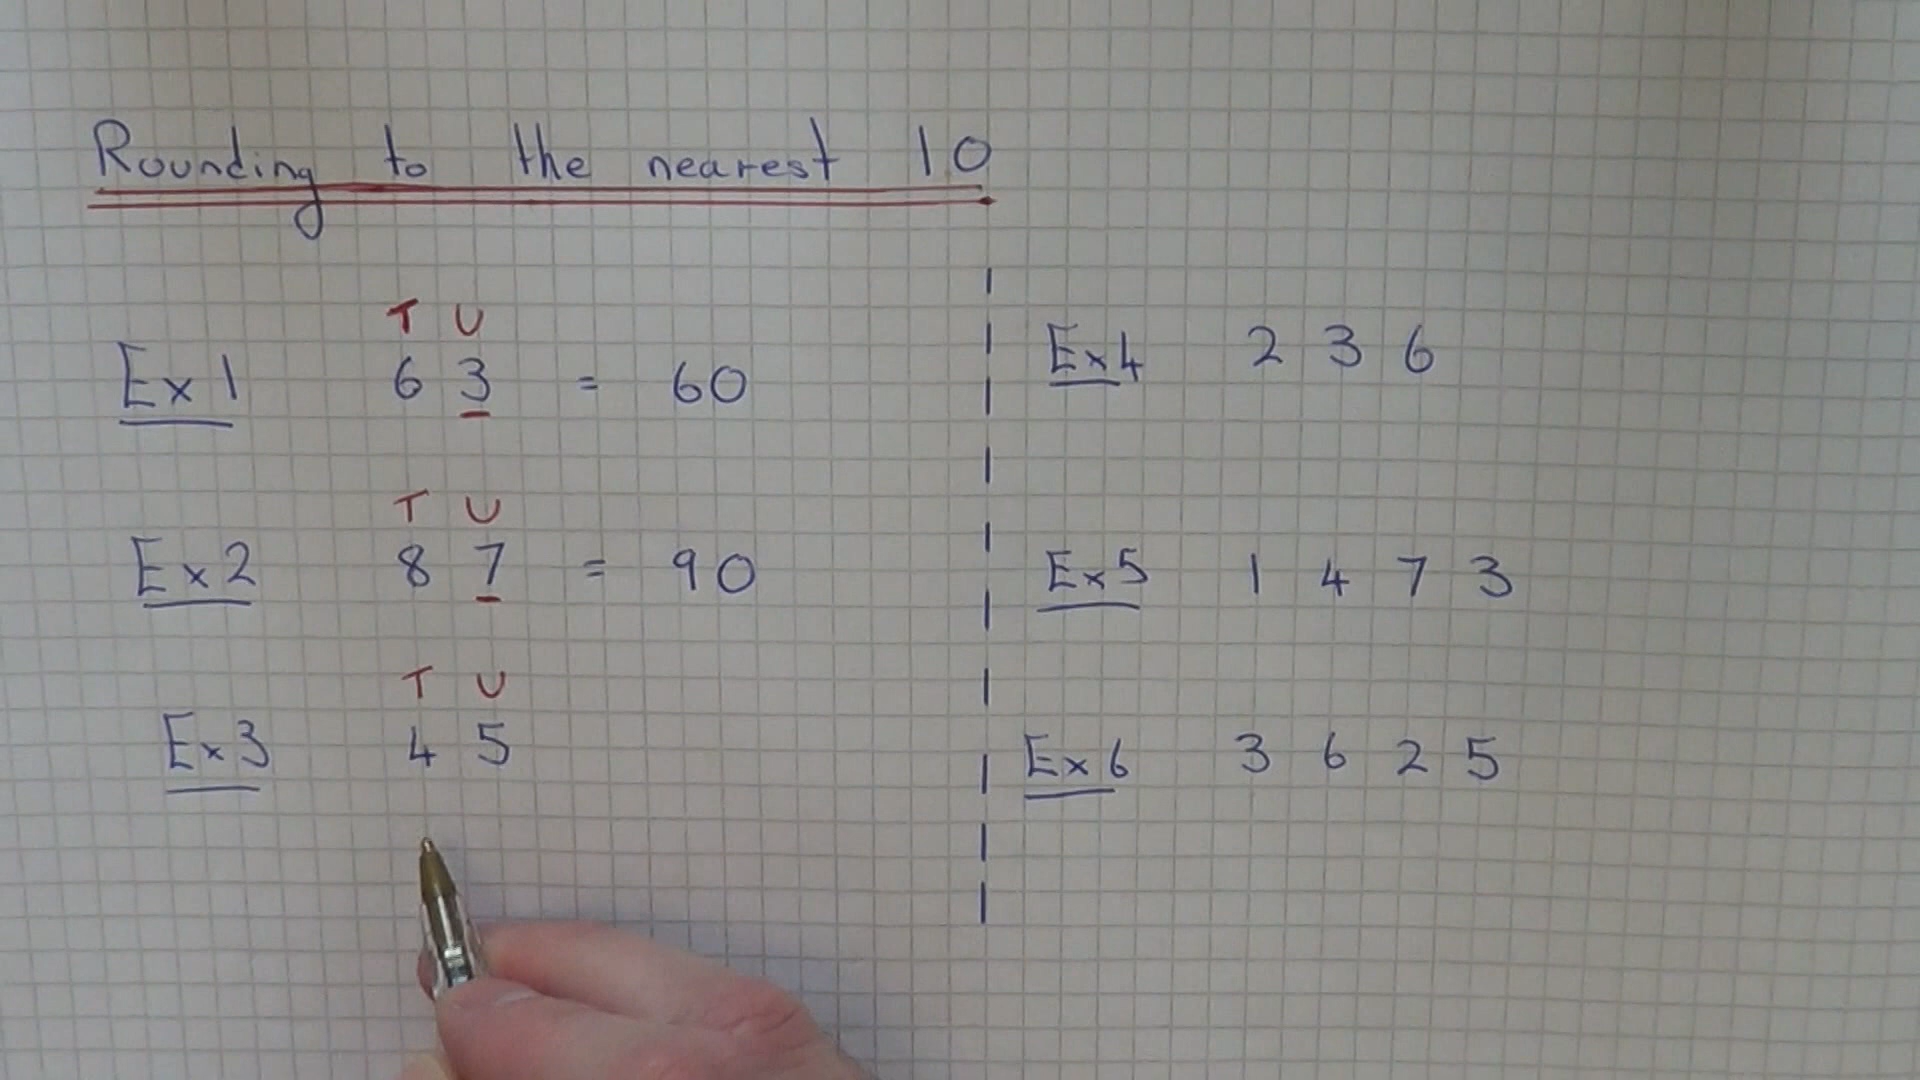 Rounding to the nearest 10
T U
Ex 1 6 3 = 60
T U
Ex 2 8 7 = 90
T U
Ex 3 4 5
Ex 4 2 3 6
Ex 5 1 4 7 3
Ex 6 3 6 2 5